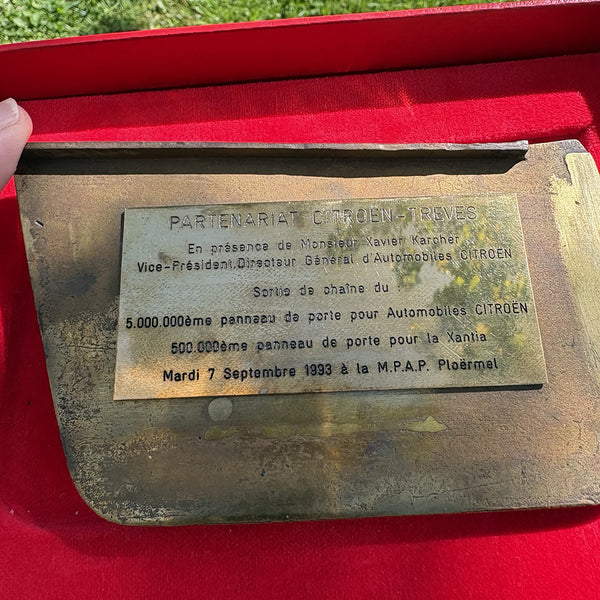 PARTENARIAT CITROËN-TREVES
En présence de Monsieur Xavier Karcher
Vice-Président.Directeur Général d'Automobiles CITROËN
Sortie de chaîne du :
5.000.000ème panneau de porte pour Automobiles CITROËN
500.000ème panneau de porte pour la Xantia
Mardi 7 Septembre 1993 à la M.P.A.P. Ploërmel